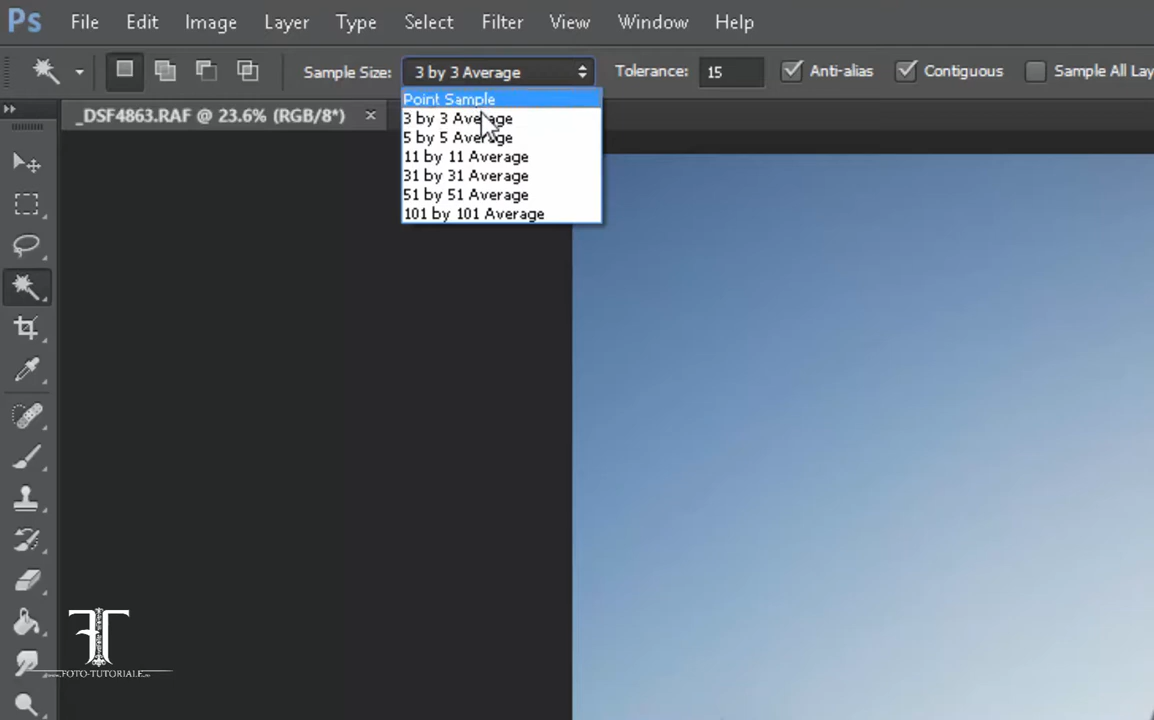 Ps File Edit Image Layer Type Select Filter View Window Help
Sample Size: 3 by 3 Average Tolerance: 15 Anti-alias Contiguous Sample All Lay
_DSF4863.RAF @ 23.6% (RGB/8*)
Point Sample
3 by 3 Average
5 by 5 Average
11 by 11 Average
31 by 31 Average
51 by 51 Average
101 by 101 Average
FT